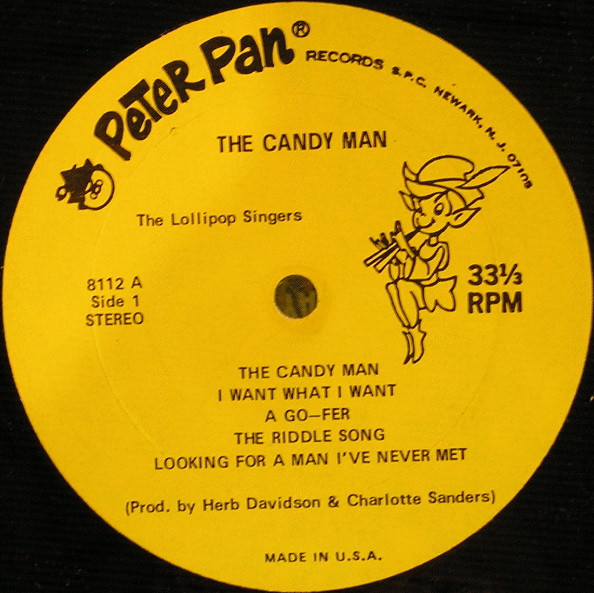 PETER PAN®
RECORDS S.P.C. NEWARK, N. J. 07105
THE CANDY MAN
The Lollipop Singers
8112 A
Side 1
STEREO
33⅓
RPM
THE CANDY MAN
I WANT WHAT I WANT
A GO–FER
THE RIDDLE SONG
LOOKING FOR A MAN I'VE NEVER MET
(Prod. by Herb Davidson & Charlotte Sanders)
MADE IN U.S.A.